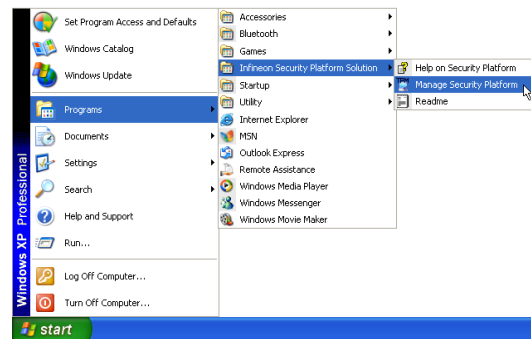 Set Program Access and Defaults
Windows Catalog
Windows Update
Programs
Documents
Settings
Search
Help and Support
Run...
Log Off Computer...
Turn Off Computer...
Windows XP Professional
start
Accessories
Bluetooth
Games
Infineon Security Platform Solution
Startup
Utility
Internet Explorer
MSN
Outlook Express
Remote Assistance
Windows Media Player
Windows Messenger
Windows Movie Maker
Help on Security Platform
Manage Security Platform
Readme